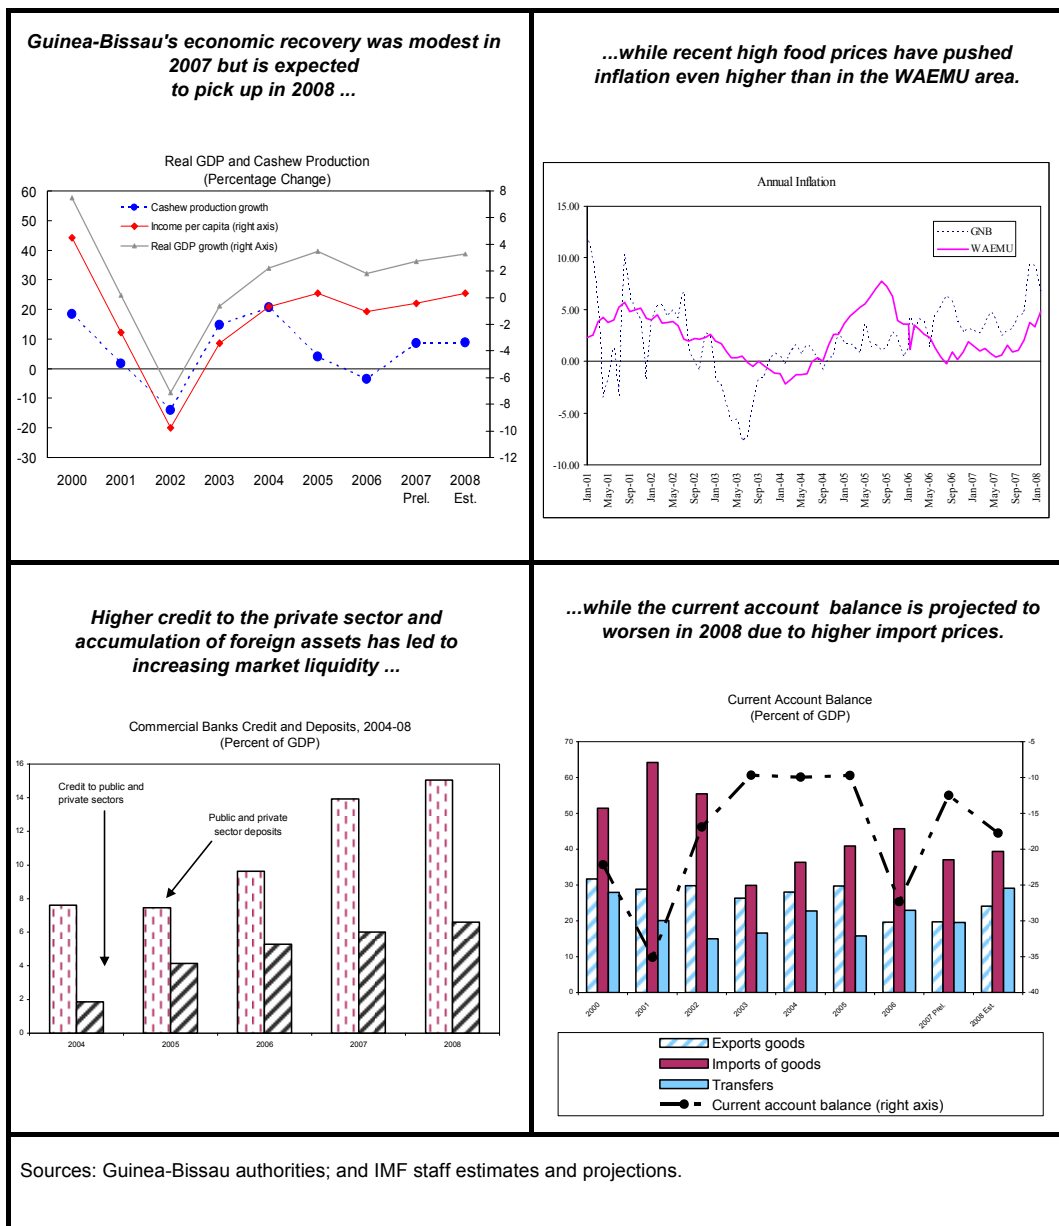 Guinea-Bissau's economic recovery was modest in
2007 but is expected
to pick up in 2008 ...
Real GDP and Cashew Production
(Percentage Change)
60
50
40
30
20
10
0
-10
-20
-30
8
6
4
2
0
-2
-4
-6
-8
-10
-12
Cashew production growth
Income per capita (right axis)
Real GDP growth (right Axis)
2000 2001 2002 2003 2004 2005 2006 2007 2008
Prel. Est.
...while recent high food prices have pushed
inflation even higher than in the WAEMU area.
Annual Inflation
15.00
10.00
5.00
0.00
-5.00
-10.00
GNB
WAEMU
Jan-01
May-01
Sep-01
Jan-02
May-02
Sep-02
Jan-03
May-03
Sep-03
Jan-04
May-04
Sep-04
Jan-05
May-05
Sep-05
Jan-06
May-06
Sep-06
Jan-07
May-07
Sep-07
Jan-08
Higher credit to the private sector and
accumulation of foreign assets has led to
increasing market liquidity ...
Commercial Banks Credit and Deposits, 2004-08
(Percent of GDP)
16
14
12
10
8
6
4
2
0
Credit to public and
private sectors
Public and private
sector deposits
2004 2005 2006 2007 2008
...while the current account balance is projected to
worsen in 2008 due to higher import prices.
Current Account Balance
(Percent of GDP)
70
60
50
40
30
20
10
0
-5
-10
-15
-20
-25
-30
-35
-40
2000
2001
2002
2003
2004
2005
2006
2007 Prel.
2008 Est.
Exports goods
Imports of goods
Transfers
Current account balance (right axis)
Sources: Guinea-Bissau authorities; and IMF staff estimates and projections.